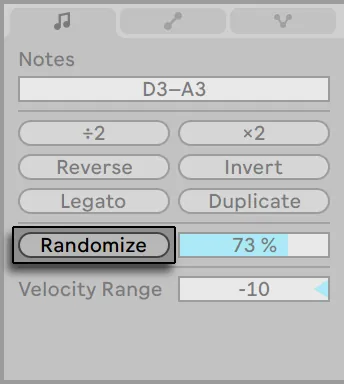 Notes
D3–A3
÷2 ×2
Reverse Invert
Legato Duplicate
Randomize 73 %
Velocity Range -10